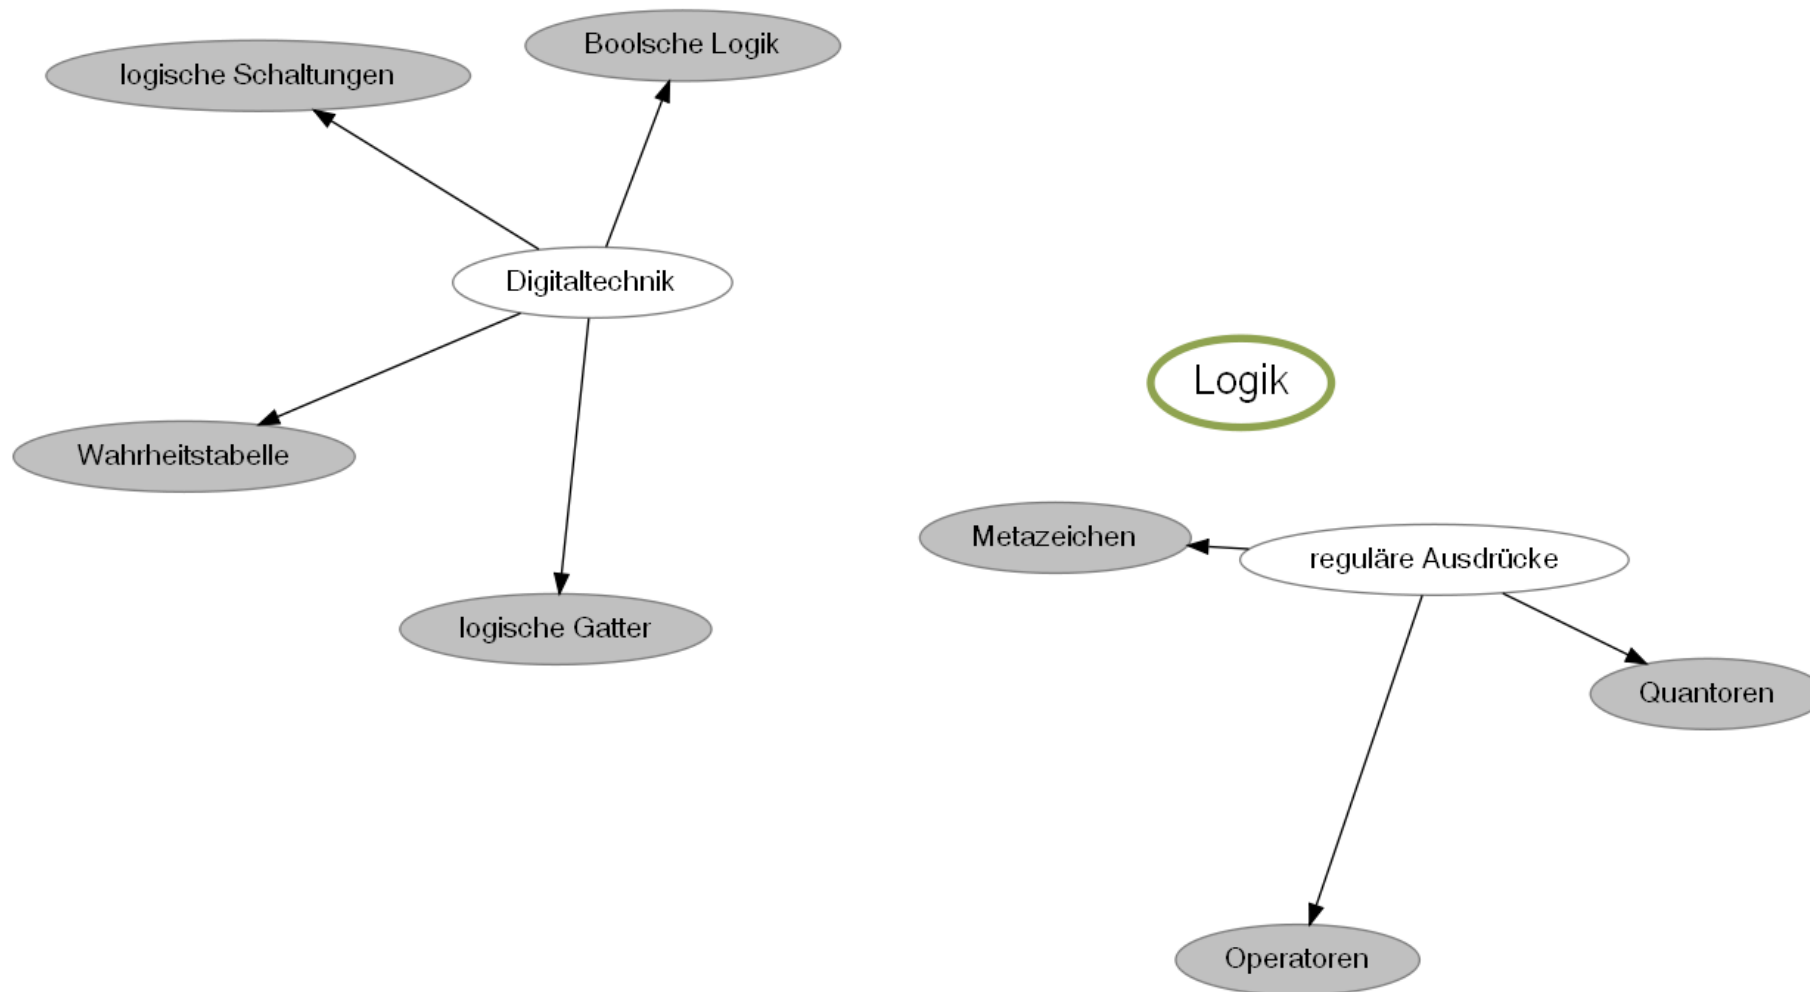 Boolsche Logik
logische Schaltungen
Digitaltechnik
Logik
Wahrheitstabelle
Metazeichen
reguläre Ausdrücke
logische Gatter
Quantoren
Operatoren